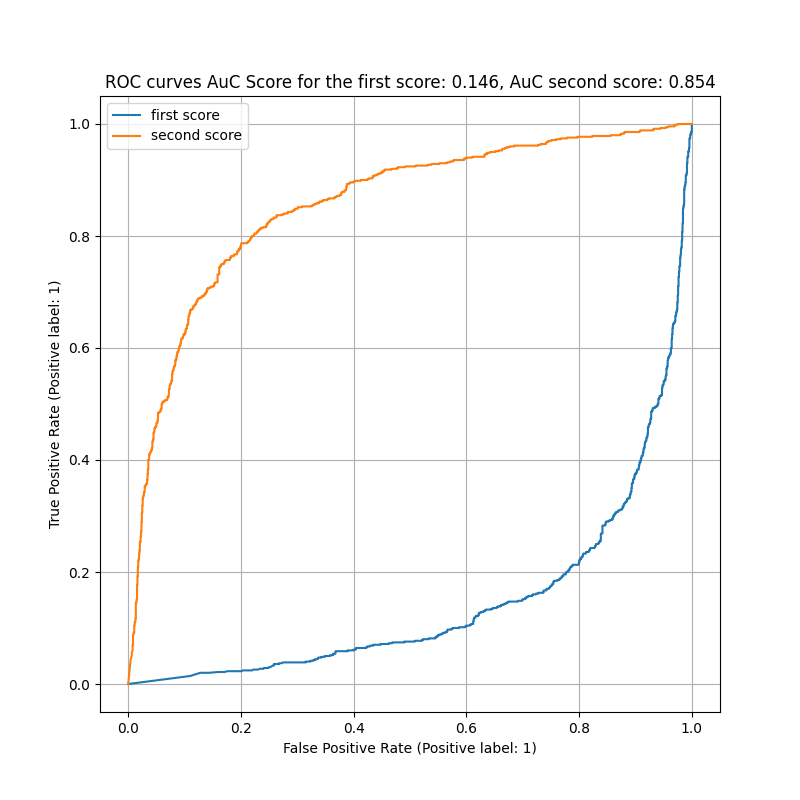 ROC curves AuC Score for the first score: 0.146, AuC second score: 0.854
first score
second score
1.0
0.8
0.6
0.4
0.2
0.0
True Positive Rate (Positive label: 1)
0.0 0.2 0.4 0.6 0.8 1.0
False Positive Rate (Positive label: 1)